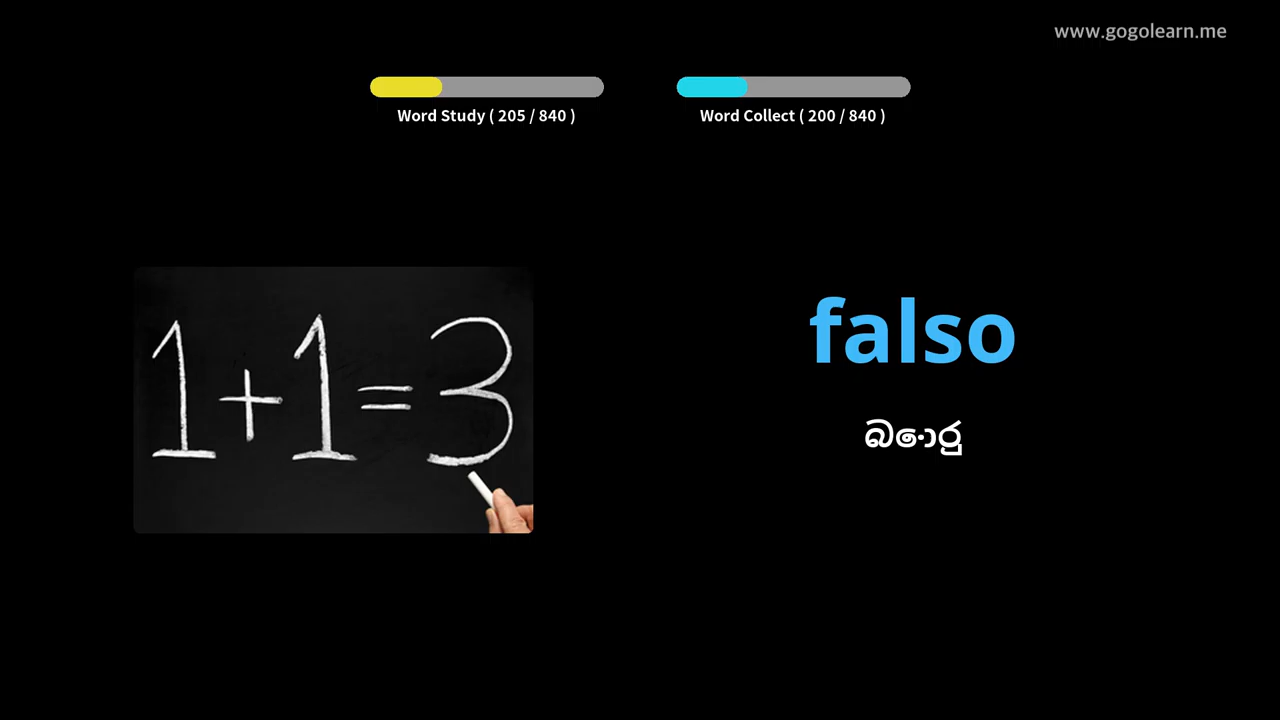 www.gogolearn.me
Word Study ( 205 / 840 )
Word Collect ( 200 / 840 )
1+1=3
falso
බොරු